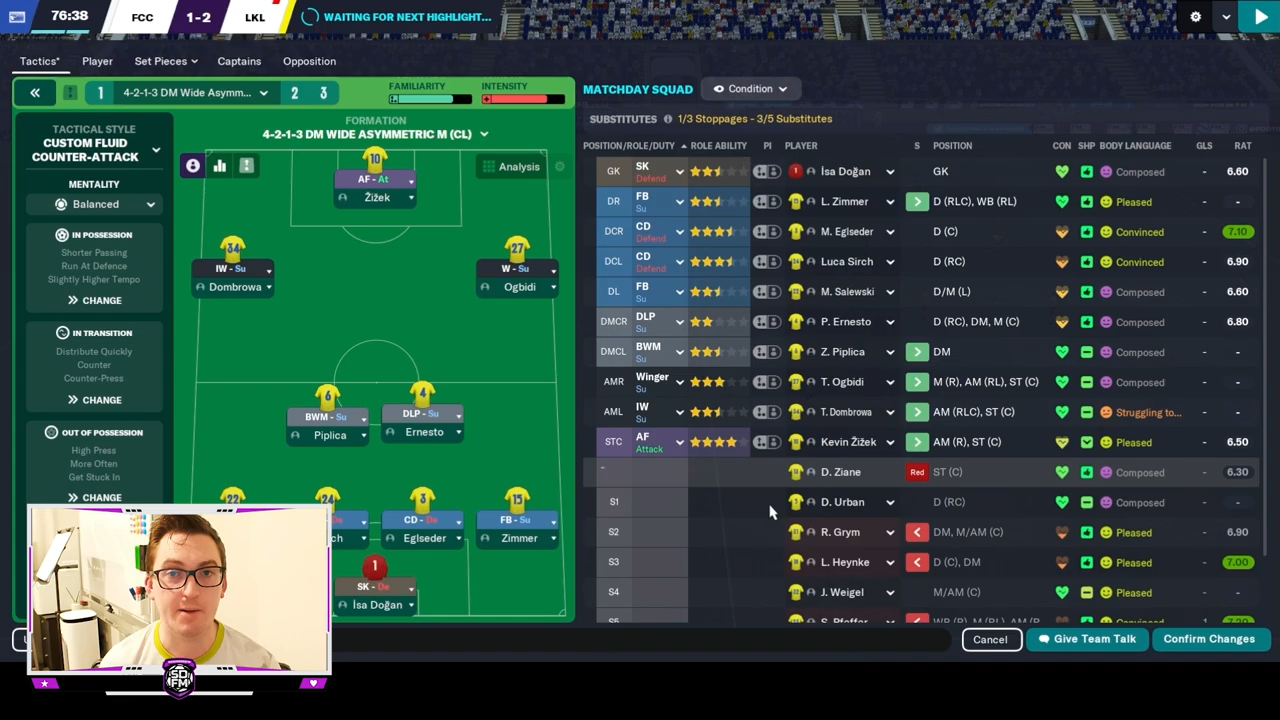 76:38
FCC 1-2 LKL
WAITING FOR NEXT HIGHLIGHT...
Tactics* Player Set Pieces Captains Opposition
« 1 4-2-1-3 DM Wide Asymm... 2 3
FAMILIARITY
INTENSITY
TACTICAL STYLE
CUSTOM FLUID
COUNTER-ATTACK
MENTALITY
Balanced
IN POSSESSION
Shorter Passing
Run At Defence
Slightly Higher Tempo
CHANGE
IN TRANSITION
Distribute Quickly
Counter
Counter-Press
CHANGE
OUT OF POSSESSION
High Press
More Often
Get Stuck In
CHANGE
FORMATION
4-2-1-3 DM WIDE ASYMMETRIC M (CL)
Analysis
10
AF - At
Žižek
34
IW - Su
Dombrowa
27
W - Su
Ogbidi
6
BWM - Su
Piplica
4
DLP - Su
Ernesto
22
24
ch
3
CD - De
Eglseder
15
FB - Su
Zimmer
1
SK - De
İsa Doğan
SDFM
MATCHDAY SQUAD Condition
SUBSTITUTES 1/3 Stoppages - 3/5 Substitutes
POSITION/ROLE/DUTY ROLE ABILITY PI PLAYER S POSITION CON SHP BODY LANGUAGE GLS RAT
GK SK Defend 1 İsa Doğan GK Composed - 6.60
DR FB Su L. Zimmer D (RLC), WB (RL) Pleased - -
DCR CD Defend M. Eglseder D (C) Convinced - 7.10
DCL CD Defend Luca Sirch D (RC) Convinced - 6.90
DL FB Su M. Salewski D/M (L) Composed - 6.60
DMCR DLP Su P. Ernesto D (RC), DM, M (C) Composed - 6.80
DMCL BWM Su Z. Piplica DM Composed - -
AMR Winger Su T. Ogbidi M (R), AM (RL), ST (C) Composed - -
AML IW Su T. Dombrowa AM (RLC), ST (C) Struggling to... - -
STC AF Attack Kevin Žižek AM (R), ST (C) Pleased - 6.50
- D. Ziane Red ST (C) Composed - 6.30
S1 D. Urban D (RC) Composed - -
S2 R. Grym DM, M/AM (C) Pleased - 6.90
S3 L. Heynke D (C), DM Pleased - 7.00
S4 J. Weigel M/AM (C) Pleased - -
S5 S. Pfeffer WB (R), M (RL), AM (R Convinced 1 7.20
Cancel Give Team Talk Confirm Changes